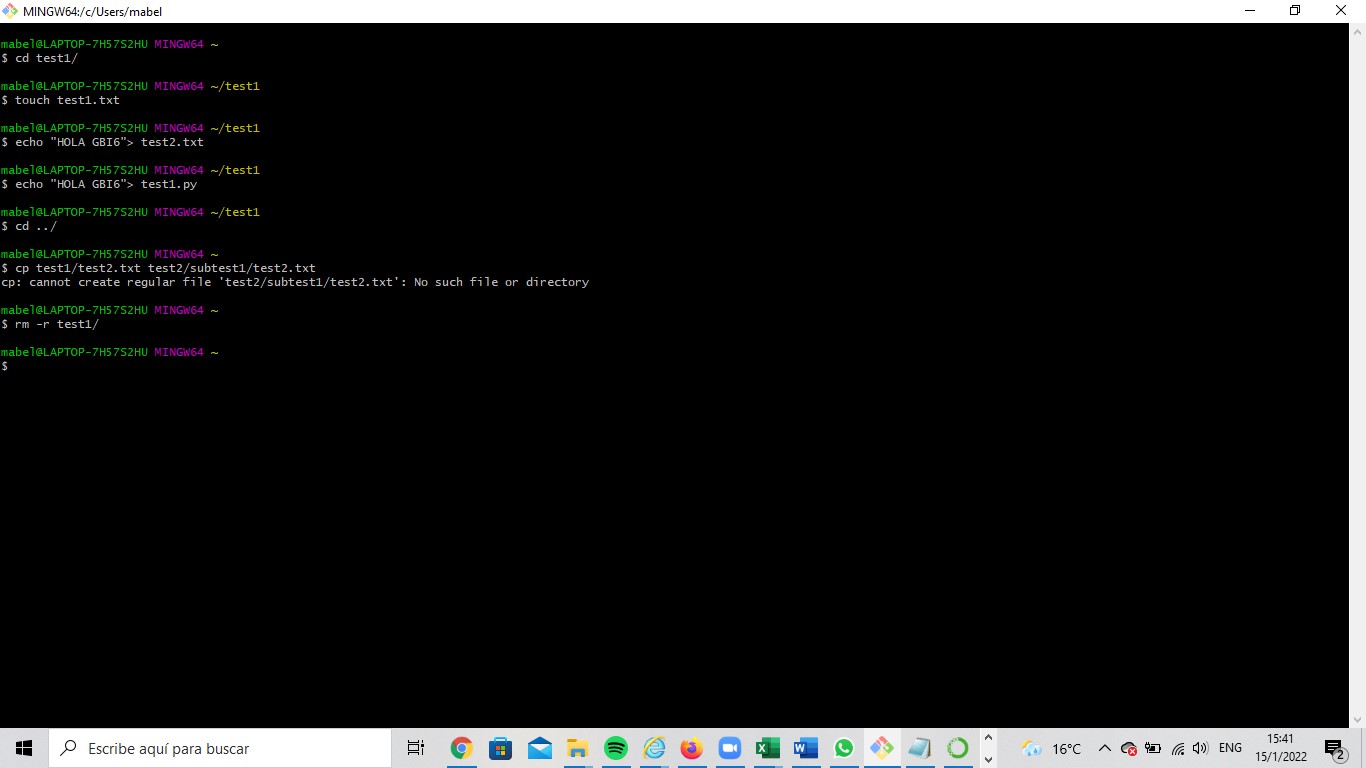 MINGW64:/c/Users/mabel
mabel@LAPTOP-7H57S2HU MINGW64 ~
$ cd test1/
mabel@LAPTOP-7H57S2HU MINGW64 ~/test1
$ touch test1.txt
mabel@LAPTOP-7H57S2HU MINGW64 ~/test1
$ echo "HOLA GBI6"> test2.txt
mabel@LAPTOP-7H57S2HU MINGW64 ~/test1
$ echo "HOLA GBI6"> test1.py
mabel@LAPTOP-7H57S2HU MINGW64 ~/test1
$ cd ../
mabel@LAPTOP-7H57S2HU MINGW64 ~
$ cp test1/test2.txt test2/subtest1/test2.txt
cp: cannot create regular file 'test2/subtest1/test2.txt': No such file or directory
mabel@LAPTOP-7H57S2HU MINGW64 ~
$ rm -r test1/
mabel@LAPTOP-7H57S2HU MINGW64 ~
$
Escribe aquí para buscar
16°C
ENG
15:41
15/1/2022
2